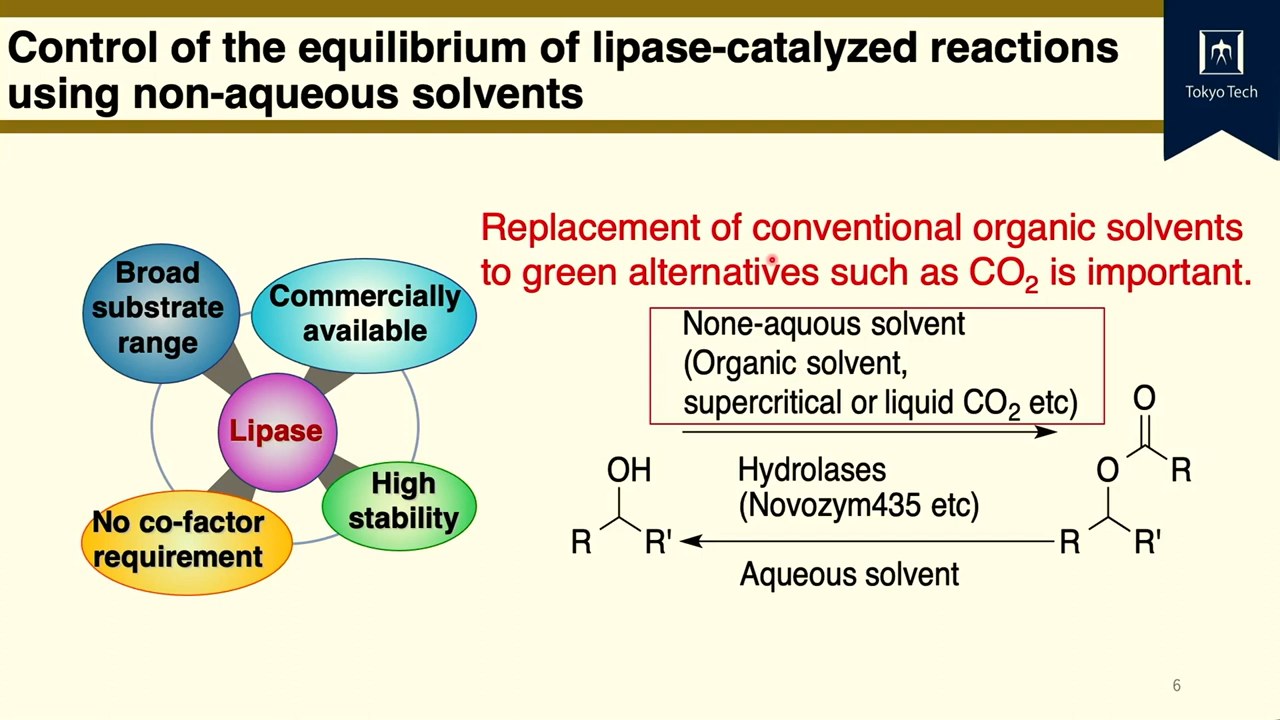 Control of the equilibrium of lipase-catalyzed reactions
using non-aqueous solvents
Tokyo Tech
Replacement of conventional organic solvents
to green alternatives such as CO₂ is important.
Broad
substrate
range
Commercially
available
Lipase
No co-factor
requirement
High
stability
None-aquous solvent
(Organic solvent,
supercritical or liquid CO₂ etc)
Hydrolases
(Novozym435 etc)
Aqueous solvent
OH
R R'
O
O R
R R'
6